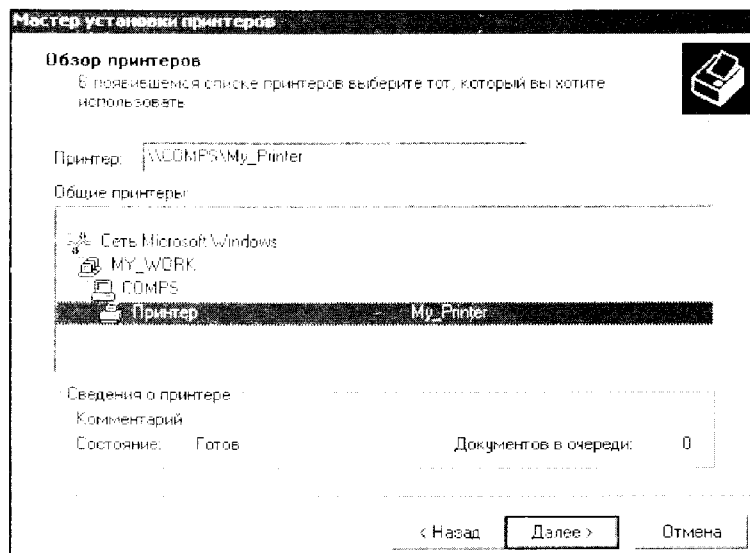 Мастер установки принтеров
Обзор принтеров
В появившемся списке принтеров выберите тот, который вы хотите
использовать
Принтер: \\COMPS\My_Printer
Общие принтеры:
Сеть Microsoft Windows
MY_WORK
COMPS
Принтер - My_Printer
Сведения о принтере
Комментарий
Состояние: Готов Документов в очереди: 0
< Назад Далее > Отмена